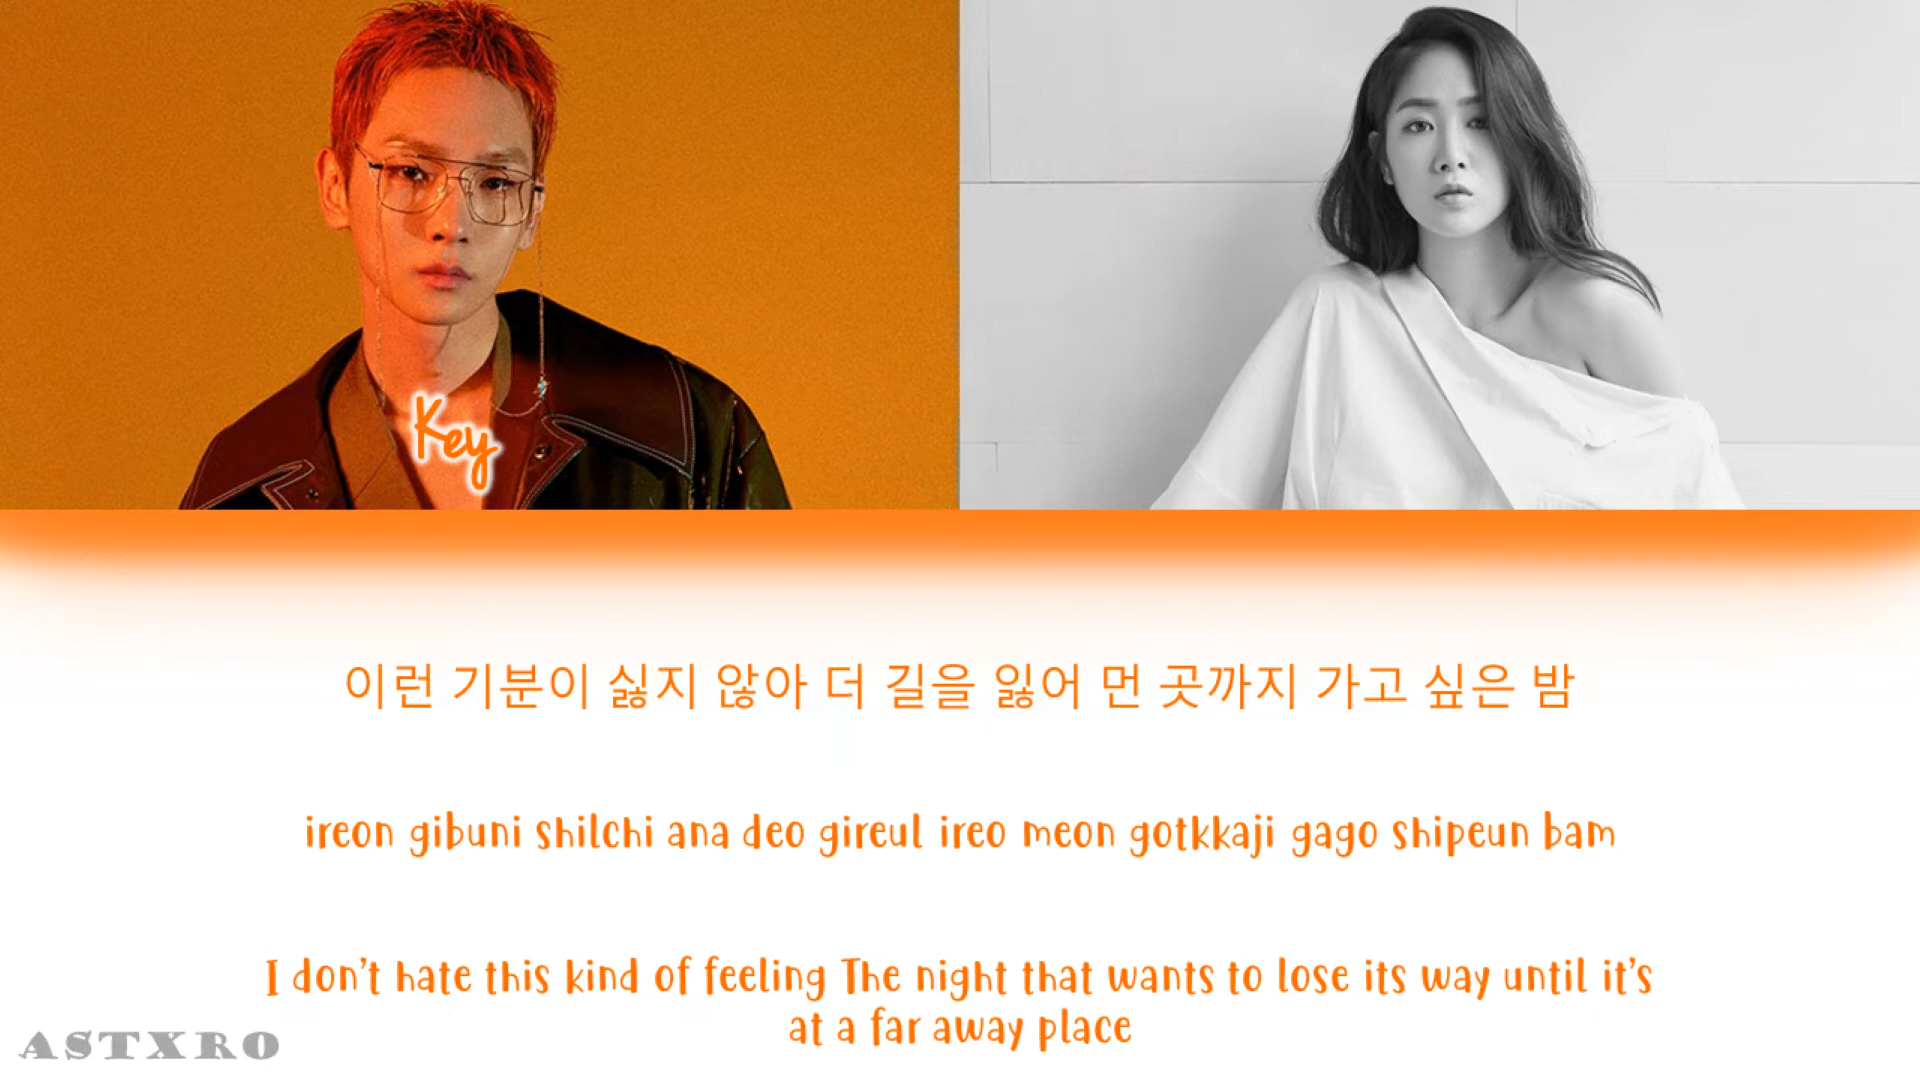 Key
이런 기분이 싫지 않아 더 길을 잃어 먼 곳까지 가고 싶은 밤
ireon gibuni shilchi ana deo gireul ireo meon gotkkaji gago shipeun bam
I don't hate this kind of feeling The night that wants to lose its way until it's
at a far away place
ASTXRO